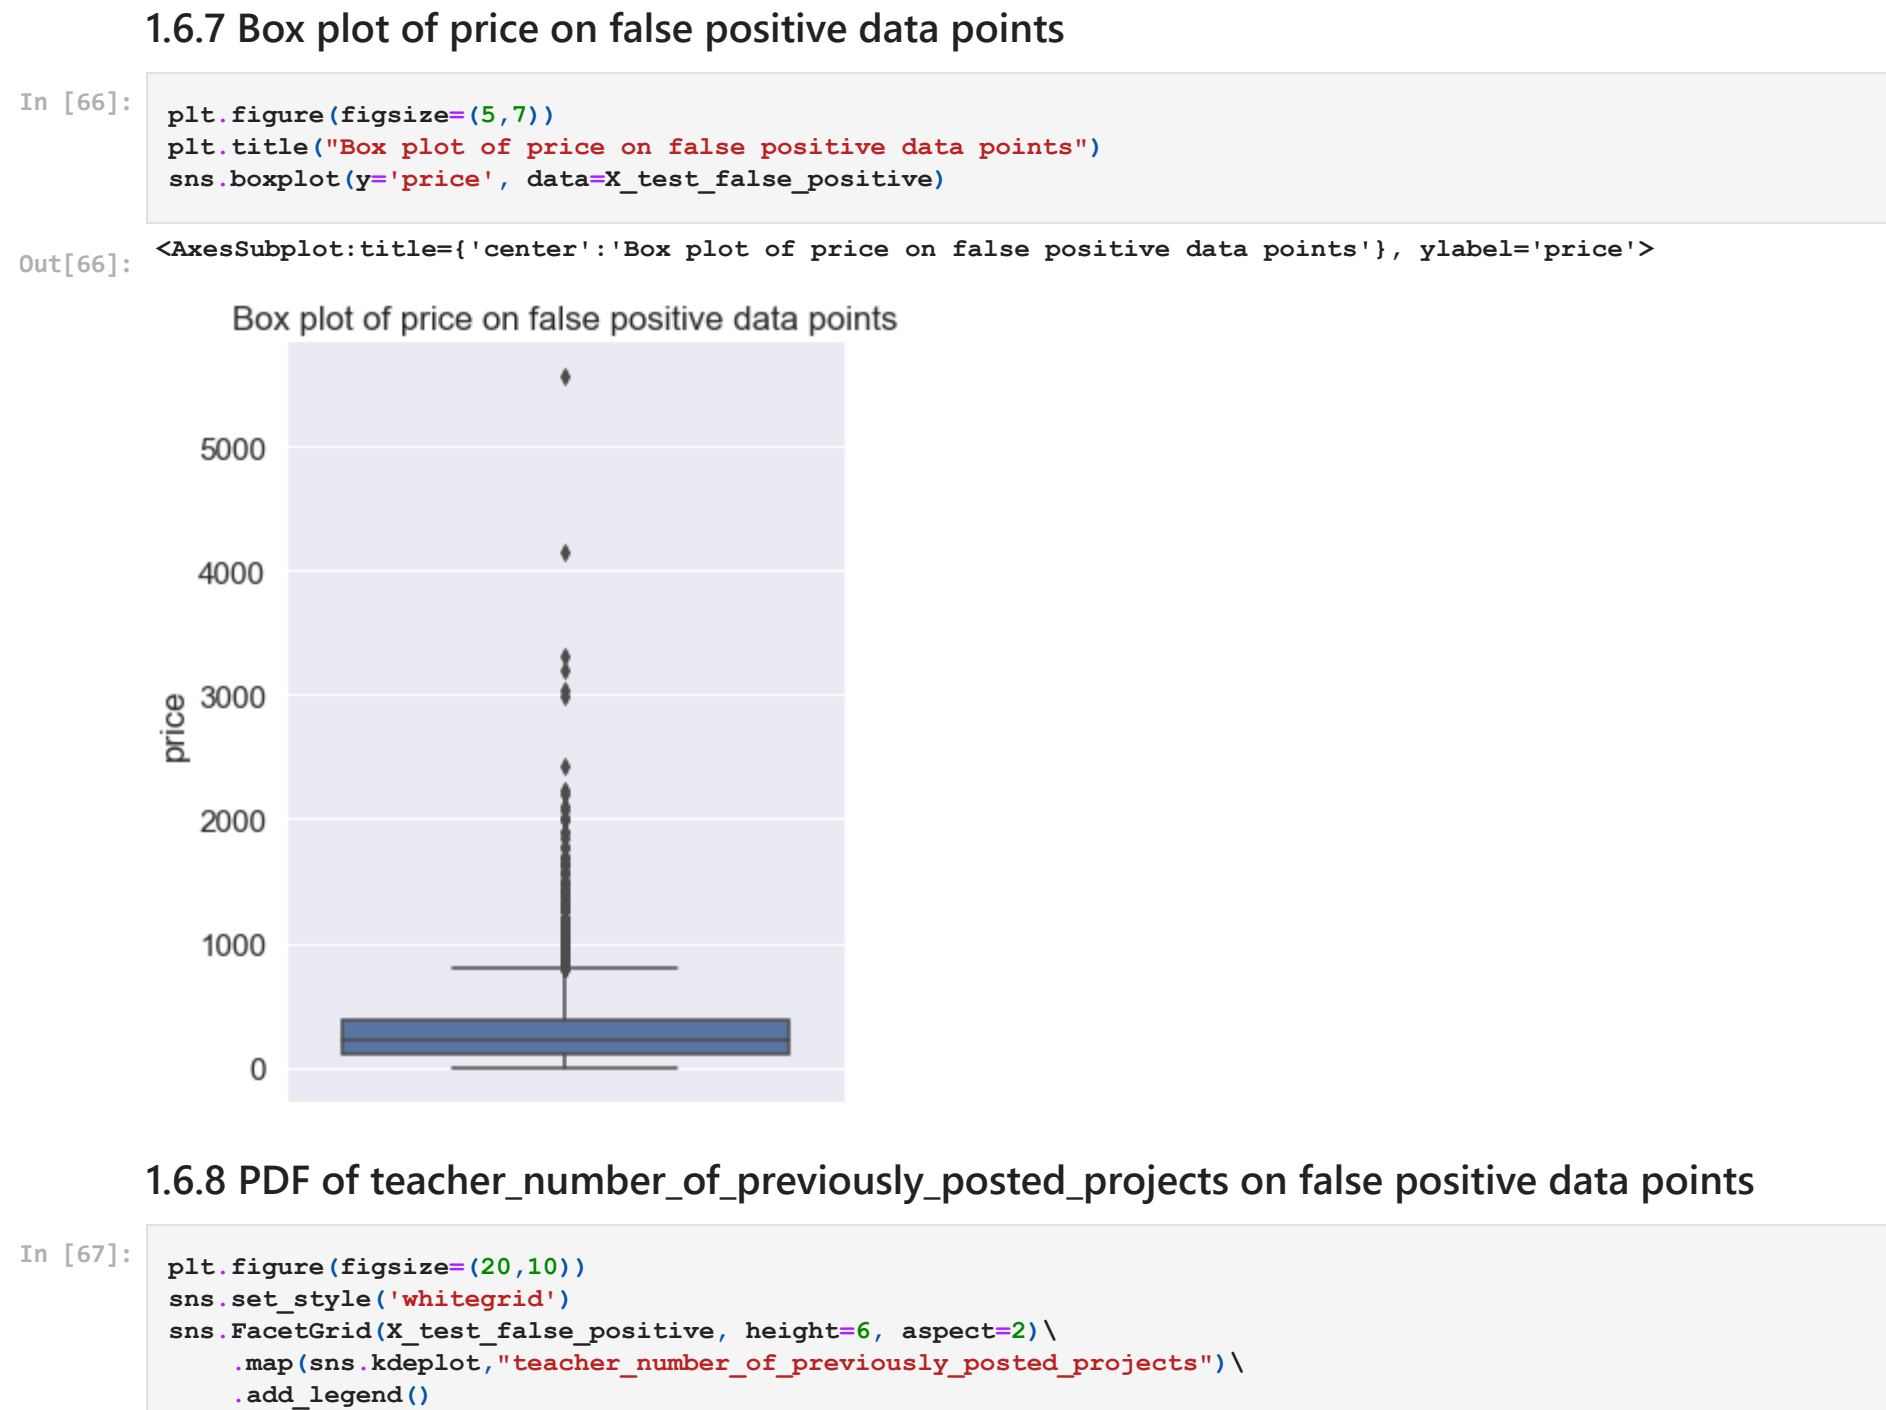 1.6.7 Box plot of price on false positive data points
In [66]:
plt.figure(figsize=(5,7))
plt.title("Box plot of price on false positive data points")
sns.boxplot(y='price', data=X_test_false_positive)
Out[66]:
<AxesSubplot:title={'center':'Box plot of price on false positive data points'}, ylabel='price'>
Box plot of price on false positive data points
5000
4000
3000
2000
1000
0
price
1.6.8 PDF of teacher_number_of_previously_posted_projects on false positive data points
In [67]:
plt.figure(figsize=(20,10))
sns.set_style('whitegrid')
sns.FacetGrid(X_test_false_positive, height=6, aspect=2)\
    .map(sns.kdeplot,"teacher_number_of_previously_posted_projects")\
    .add_legend()